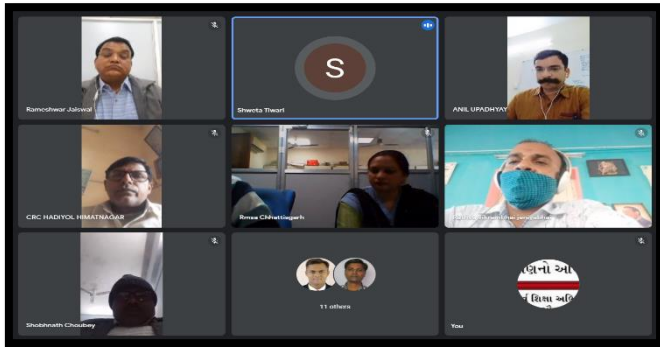 Rameshwar Jaiswal
S
Shweta Tiwari
ANIL UPADHYAY
CRC HADIYOL HIMATNAGAR
Rmsa Chhattisgarh
Shobhnath Choubey
11 others
You